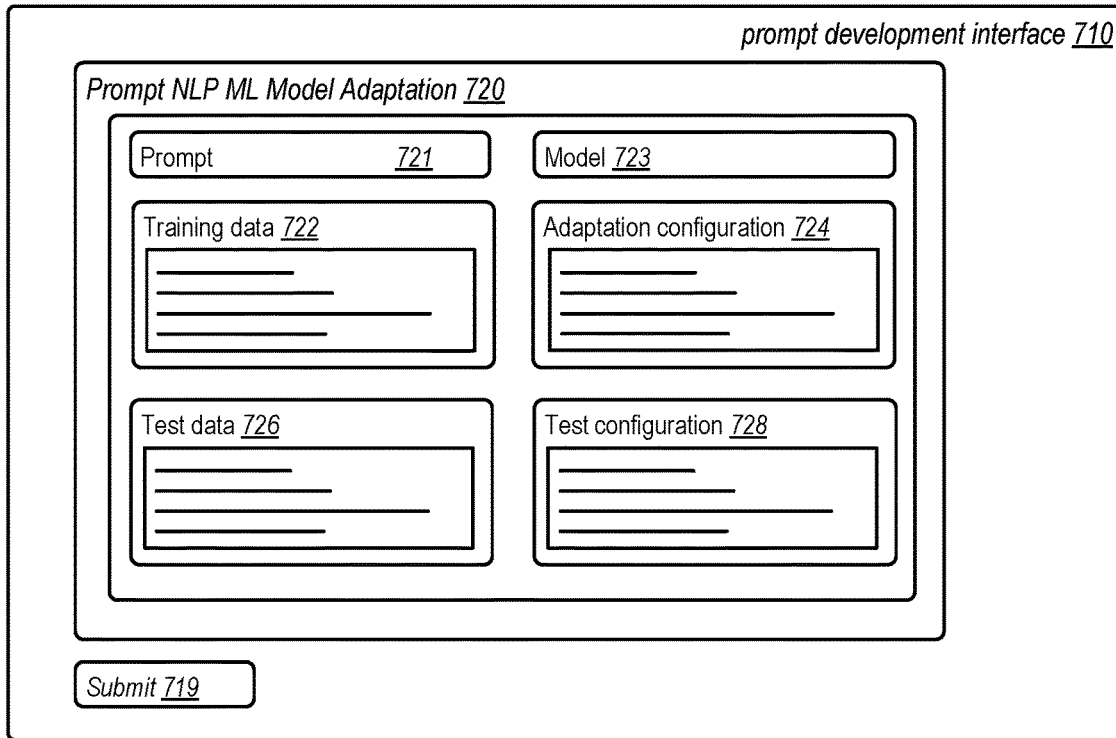 prompt development interface 710
Prompt NLP ML Model Adaptation 720
Prompt 721
Model 723
Training data 722
Adaptation configuration 724
Test data 726
Test configuration 728
Submit 719